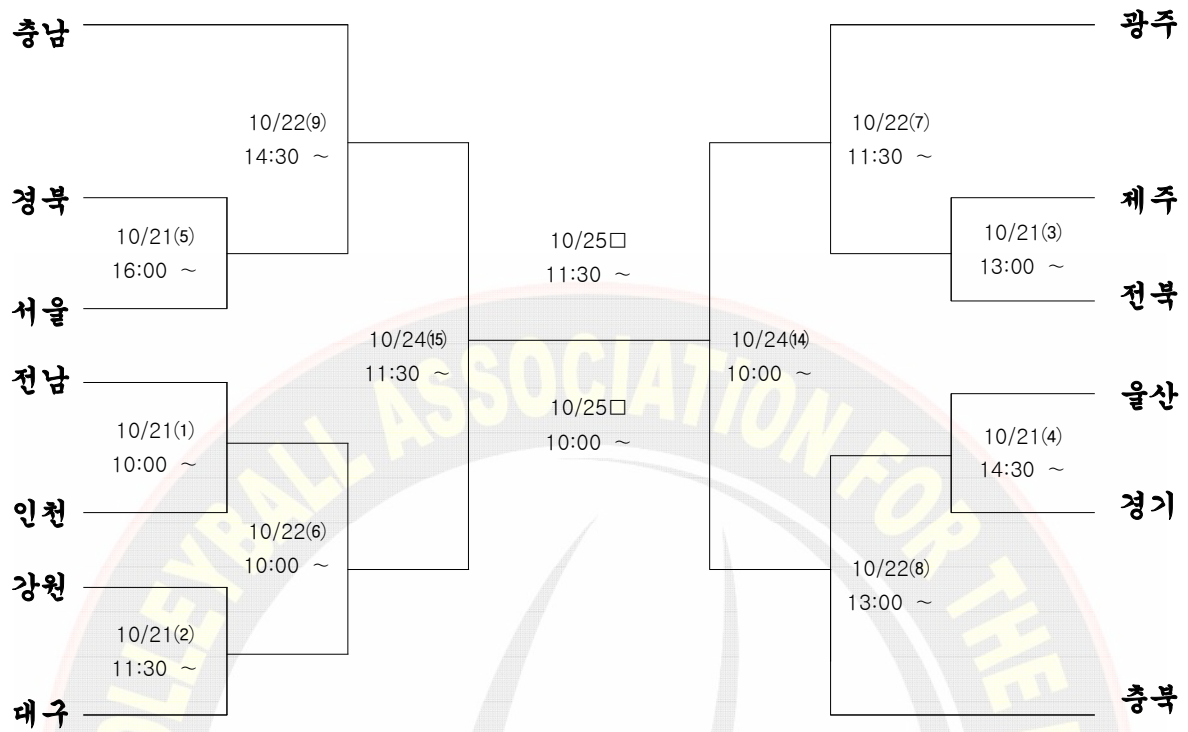 충남
광주
10/22⑼
14:30 ~
10/22⑺
11:30 ~
경북
제주
10/21⑸
16:00 ~
10/25□
11:30 ~
10/21⑶
13:00 ~
서울
전북
10/24⒂
11:30 ~
10/24⒁
10:00 ~
전남
울산
10/25□
10:00 ~
10/21⑴
10:00 ~
10/21⑷
14:30 ~
인천
경기
10/22⑹
10:00 ~
10/22⑻
13:00 ~
강원
10/21⑵
11:30 ~
대구
충북
VOLLEYBALL ASSOCIATION FOR THE